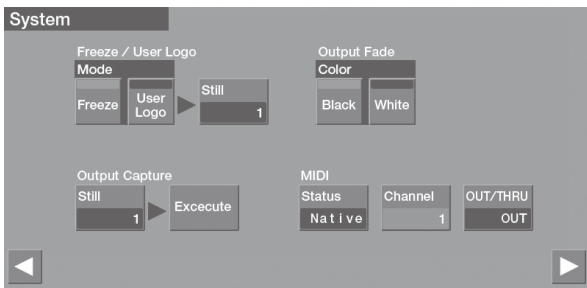 System
Freeze / User Logo
Mode
Freeze
User
Logo
Still
1
Output Fade
Color
Black
White
Output Capture
Still
1
Excecute
MIDI
Status
Native
Channel
1
OUT/THRU
OUT